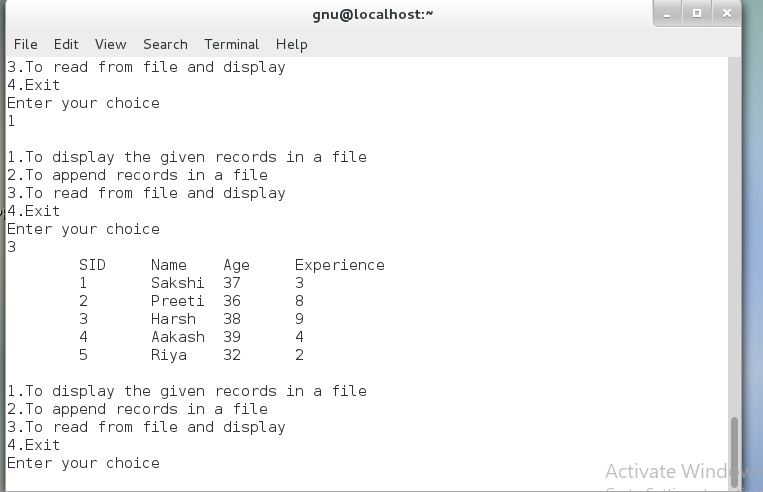 gnu@localhost:~
File Edit View Search Terminal Help
3.To read from file and display
4.Exit
Enter your choice
1
1.To display the given records in a file
2.To append records in a file
3.To read from file and display
4.Exit
Enter your choice
3
SID Name Age Experience
1 Sakshi 37 3
2 Preeti 36 8
3 Harsh 38 9
4 Aakash 39 4
5 Riya 32 2
1.To display the given records in a file
2.To append records in a file
3.To read from file and display
4.Exit
Enter your choice
Activate Windows